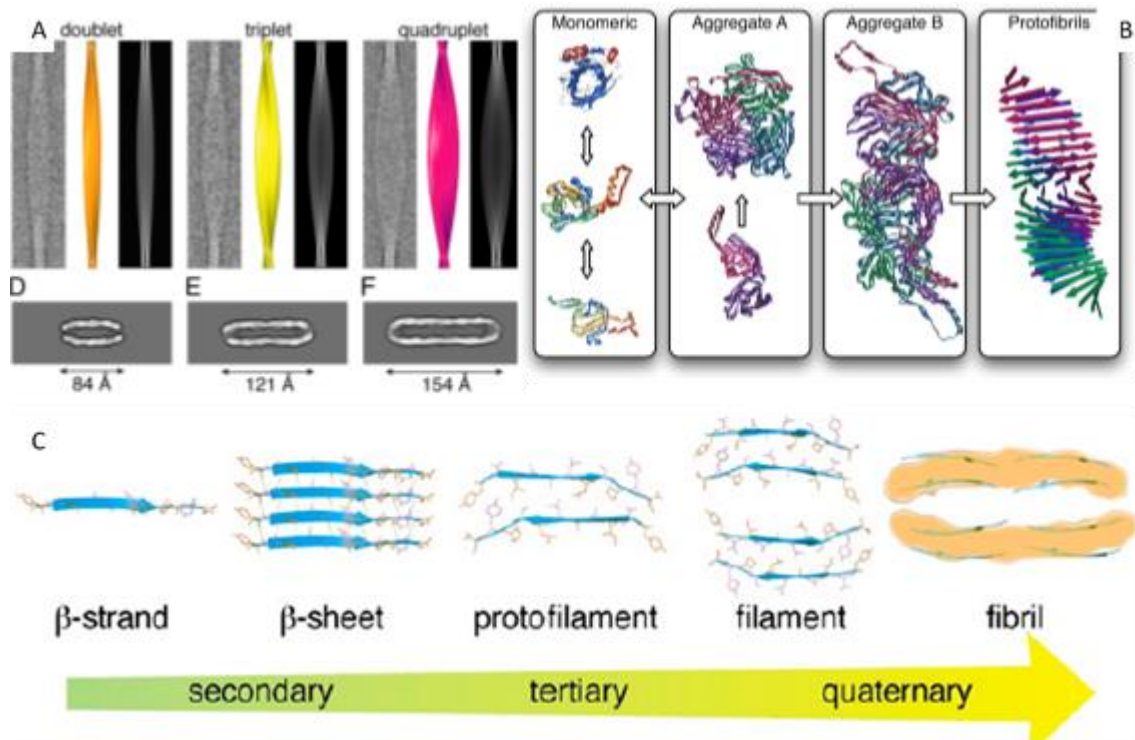 A
doublet
triplet
quadruplet
D
E
F
84 Å
121 Å
154 Å
Monomeric
Aggregate A
Aggregate B
Protofibrils
B
C
β-strand
β-sheet
protofilament
filament
fibril
secondary
tertiary
quaternary